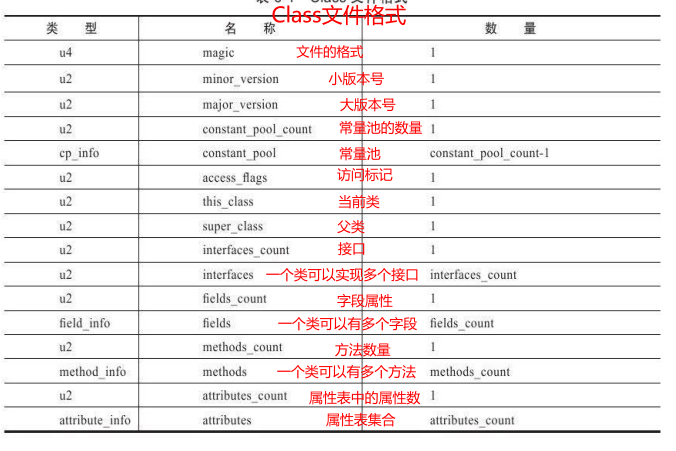 Class文件格式
类 型 名 称 数 量
u4 magic 文件的格式 1
u2 minor_version 小版本号 1
u2 major_version 大版本号 1
u2 constant_pool_count 常量池的数量 1
cp_info constant_pool 常量池 constant_pool_count-1
u2 access_flags 访问标记 1
u2 this_class 当前类 1
u2 super_class 父类 1
u2 interfaces_count 接口 1
u2 interfaces 一个类可以实现多个接口 interfaces_count
u2 fields_count 字段属性 1
field_info fields 一个类可以有多个字段 fields_count
u2 methods_count 方法数量 1
method_info methods 一个类可以有多个方法 methods_count
u2 attributes_count 属性表中的属性数 1
attribute_info attributes 属性表集合 attributes_count